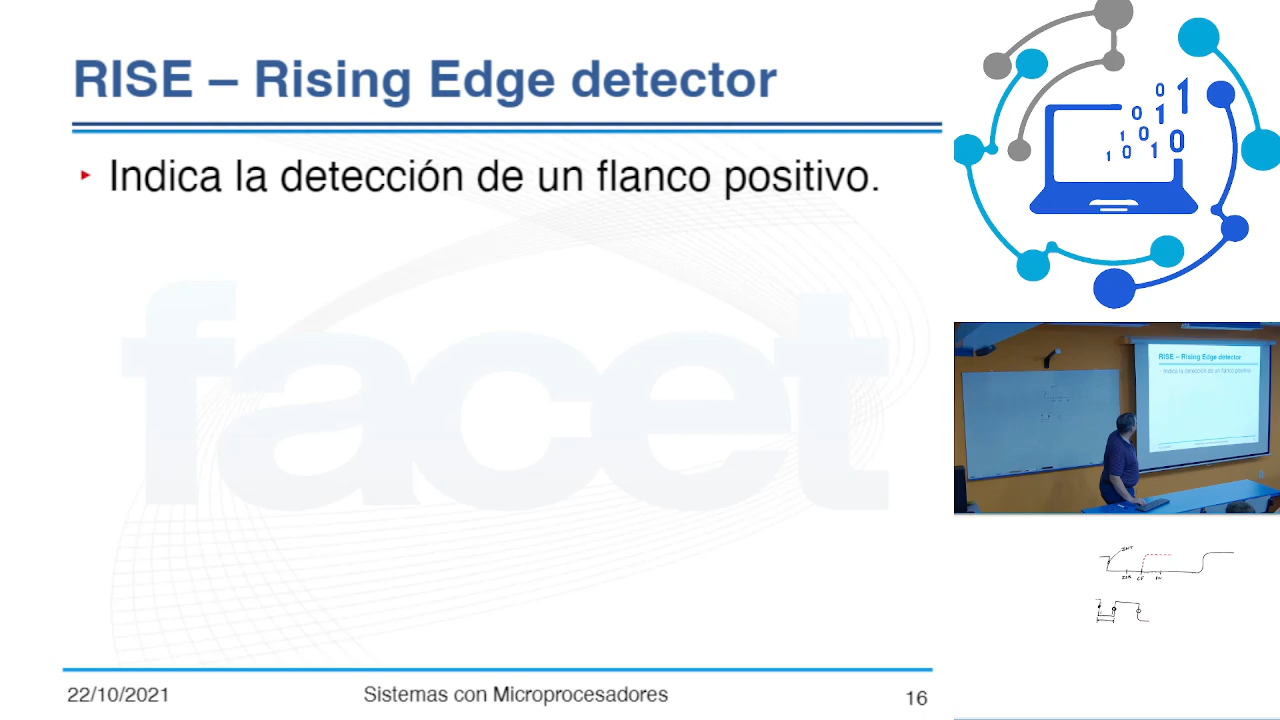 RISE – Rising Edge detector
Indica la detección de un flanco positivo.
facet
22/10/2021
Sistemas con Microprocesadores
16
0 1
0 1
1 0
1 0 1 0
RISE – Rising Edge detector
Indica la detección de un flanco positivo.
INT